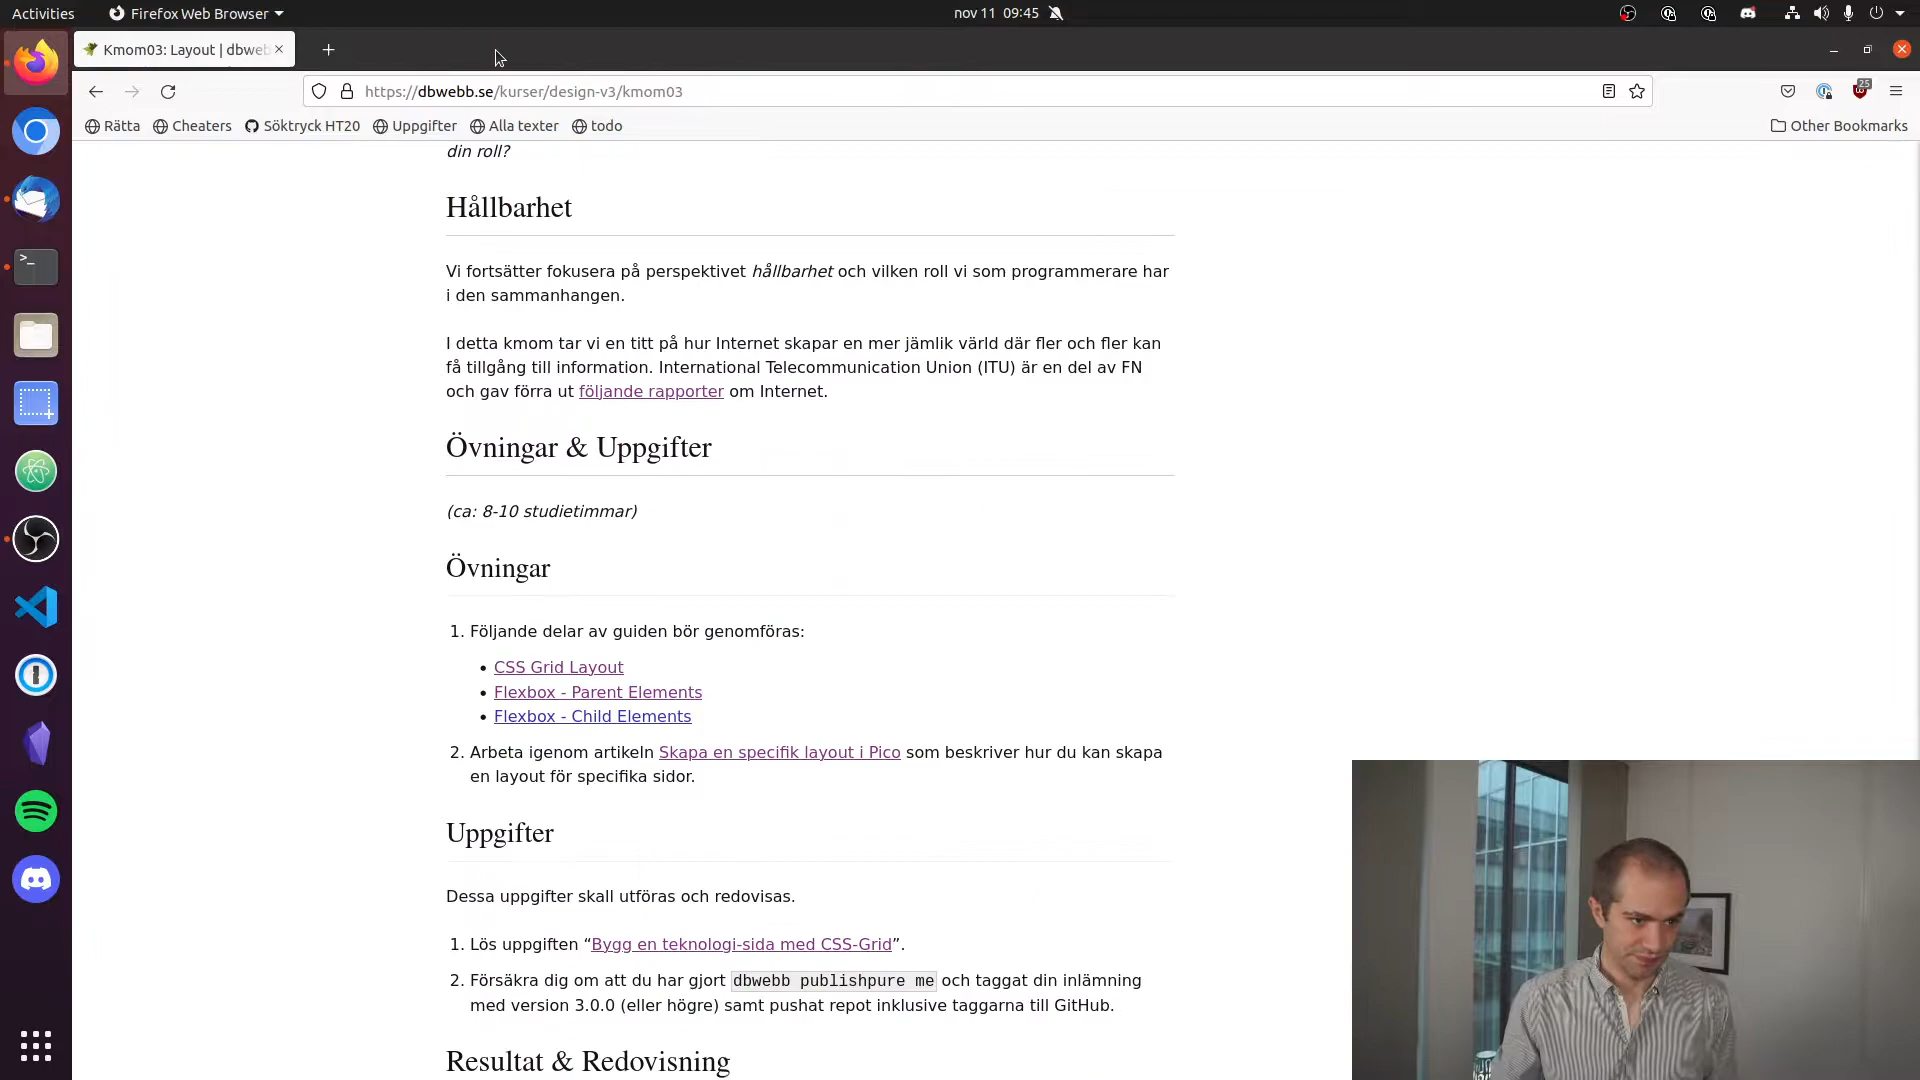 Activities
Firefox Web Browser
nov 11 09:45
Kmom03: Layout | dbweb
https://dbwebb.se/kurser/design-v3/kmom03
25
Rätta
Cheaters
Söktryck HT20
Uppgifter
Alla texter
todo
Other Bookmarks
din roll?
Hållbarhet
Vi fortsätter fokusera på perspektivet hållbarhet och vilken roll vi som programmerare har
i den sammanhangen.
I detta kmom tar vi en titt på hur Internet skapar en mer jämlik värld där fler och fler kan
få tillgång till information. International Telecommunication Union (ITU) är en del av FN
och gav förra ut följande rapporter om Internet.
Övningar & Uppgifter
(ca: 8-10 studietimmar)
Övningar
1. Följande delar av guiden bör genomföras:
• CSS Grid Layout
• Flexbox - Parent Elements
• Flexbox - Child Elements
2. Arbeta igenom artikeln Skapa en specifik layout i Pico som beskriver hur du kan skapa
en layout för specifika sidor.
Uppgifter
Dessa uppgifter skall utföras och redovisas.
1. Lös uppgiften “Bygg en teknologi-sida med CSS-Grid”.
2. Försäkra dig om att du har gjort dbwebb publishpure me och taggat din inlämning
med version 3.0.0 (eller högre) samt pushat repot inklusive taggarna till GitHub.
Resultat & Redovisning